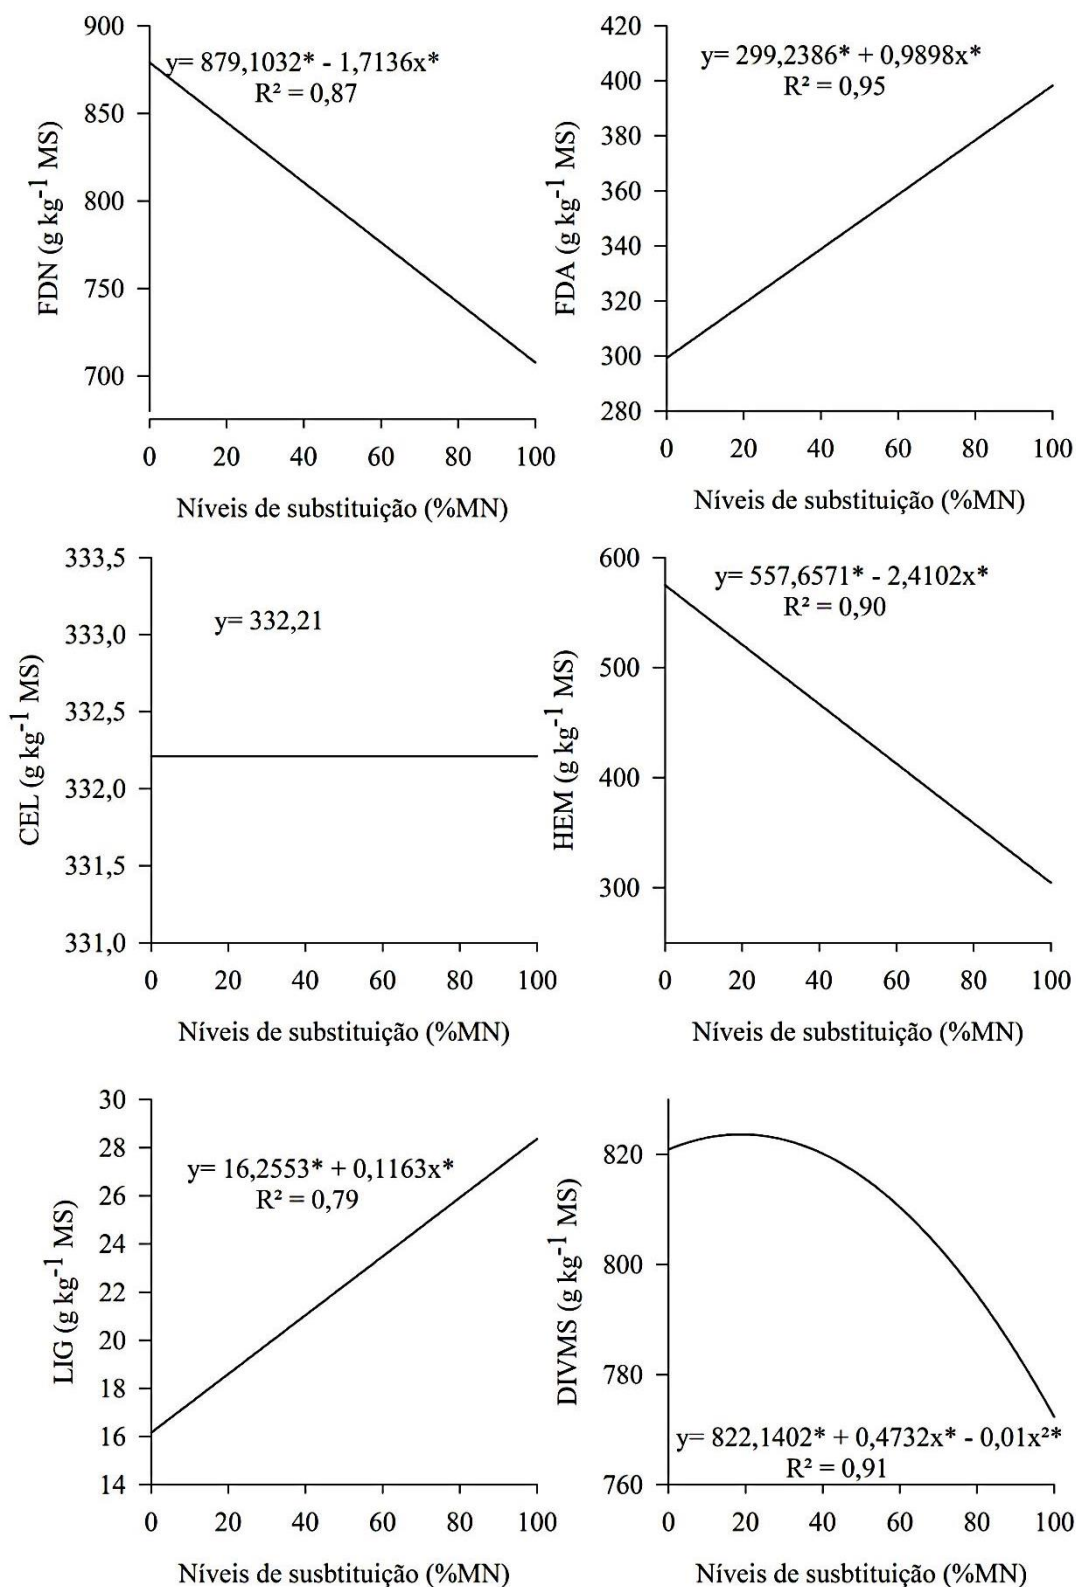 y= 879,1032* - 1,7136x*
R² = 0,87
FDN (g kg⁻¹ MS)
900
850
800
750
700
0 20 40 60 80 100
Níveis de substituição (%MN)
y= 299,2386* + 0,9898x*
R² = 0,95
FDA (g kg⁻¹ MS)
420
400
380
360
340
320
300
280
0 20 40 60 80 100
Níveis de substituição (%MN)
y= 332,21
CEL (g kg⁻¹ MS)
333,5
333,0
332,5
332,0
331,5
331,0
0 20 40 60 80 100
Níveis de substituição (%MN)
y= 557,6571* - 2,4102x*
R² = 0,90
HEM (g kg⁻¹ MS)
600
500
400
300
0 20 40 60 80 100
Níveis de substituição (%MN)
y= 16,2553* + 0,1163x*
R² = 0,79
LIG (g kg⁻¹ MS)
30
28
26
24
22
20
18
16
14
0 20 40 60 80 100
Níveis de susbtituição (%MN)
DIVMS (g kg⁻¹ MS)
820
800
780
760
y= 822,1402* + 0,4732x* - 0,01x²*
R² = 0,91
0 20 40 60 80 100
Níveis de susbtituição (%MN)